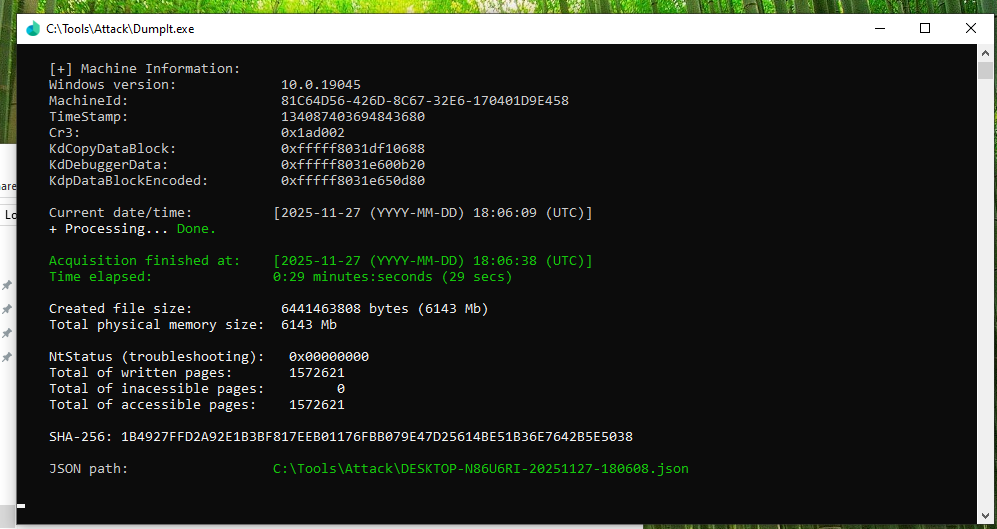 C:\Tools\Attack\DumpIt.exe
[+] Machine Information:
Windows version: 10.0.19045
MachineId: 81C64D56-426D-8C67-32E6-170401D9E458
TimeStamp: 134087403694843680
Cr3: 0x1ad002
KdCopyDataBlock: 0xfffff8031df10688
KdDebuggerData: 0xfffff8031e600b20
KdpDataBlockEncoded: 0xfffff8031e650d80
Current date/time: [2025-11-27 (YYYY-MM-DD) 18:06:09 (UTC)]
+ Processing... Done.
Acquisition finished at: [2025-11-27 (YYYY-MM-DD) 18:06:38 (UTC)]
Time elapsed: 0:29 minutes:seconds (29 secs)
Created file size: 6441463808 bytes (6143 Mb)
Total physical memory size: 6143 Mb
NtStatus (troubleshooting): 0x00000000
Total of written pages: 1572621
Total of inacessible pages: 0
Total of accessible pages: 1572621
SHA-256: 1B4927FFD2A92E1B3BF817EEB01176FBB079E47D25614BE51B36E7642B5E5038
JSON path: C:\Tools\Attack\DESKTOP-N86U6RI-20251127-180608.json